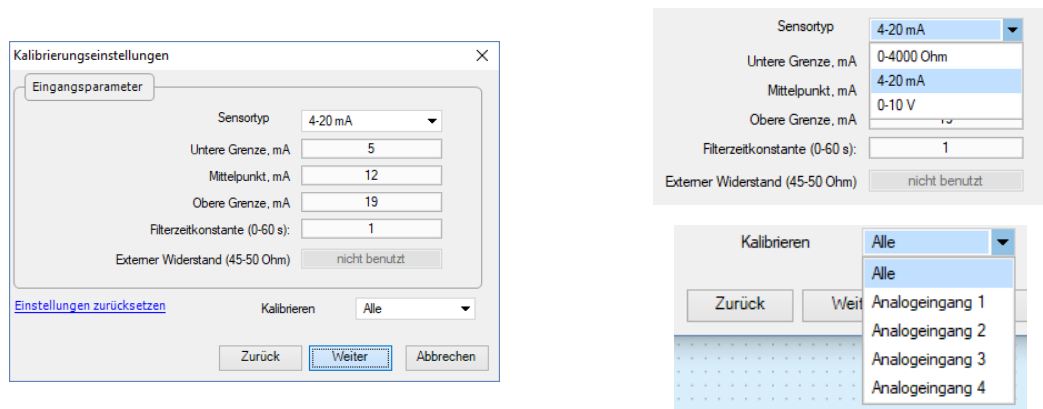 Kalibrierungseinstellungen
Eingangsparameter
Sensortyp 4-20 mA
Untere Grenze, mA 5
Mittelpunkt, mA 12
Obere Grenze, mA 19
Filterzeitkonstante (0-60 s): 1
Externer Widerstand (45-50 Ohm) nicht benutzt
Einstellungen zurücksetzen Kalibrieren Alle
Zurück Weiter Abbrechen
Sensortyp 4-20 mA
Untere Grenze, mA 0-4000 Ohm
Mittelpunkt, mA 4-20 mA
0-10 V
Obere Grenze, mA
Filterzeitkonstante (0-60 s): 1
Externer Widerstand (45-50 Ohm) nicht benutzt
Kalibrieren Alle
Alle
Zurück Weit Analogeingang 1
Analogeingang 2
Analogeingang 3
Analogeingang 4